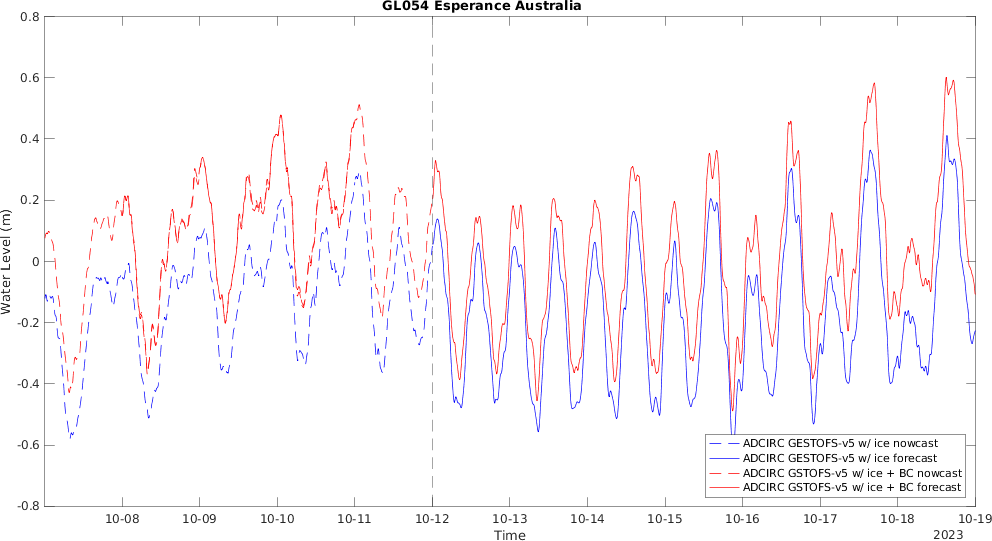 GL054 Esperance Australia
0.8
0.6
0.4
0.2
0
-0.2
-0.4
-0.6
-0.8
Water Level (m)
10-08 10-09 10-10 10-11 10-12 10-13 10-14 10-15 10-16 10-17 10-18 10-19
Time
2023
ADCIRC GESTOFS-v5 w/ ice nowcast
ADCIRC GESTOFS-v5 w/ ice forecast
ADCIRC GSTOFS-v5 w/ ice + BC nowcast
ADCIRC GSTOFS-v5 w/ ice + BC forecast